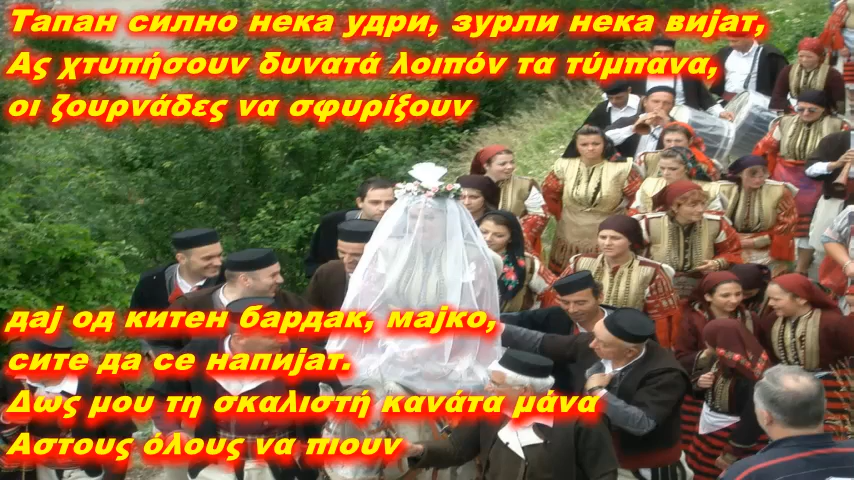 Тапан силно нека удри, зурли нека вијат,
Ας χτυπήσουν δυνατά λοιπόν τα τύμπανα,
οι ζουρνάδες να σφυρίξουν
дај од китен бардак, мајко,
сите да се напијат.
Δως μου τη σκαλιστή κανάτα μάνα
Αστους όλους να πιουν